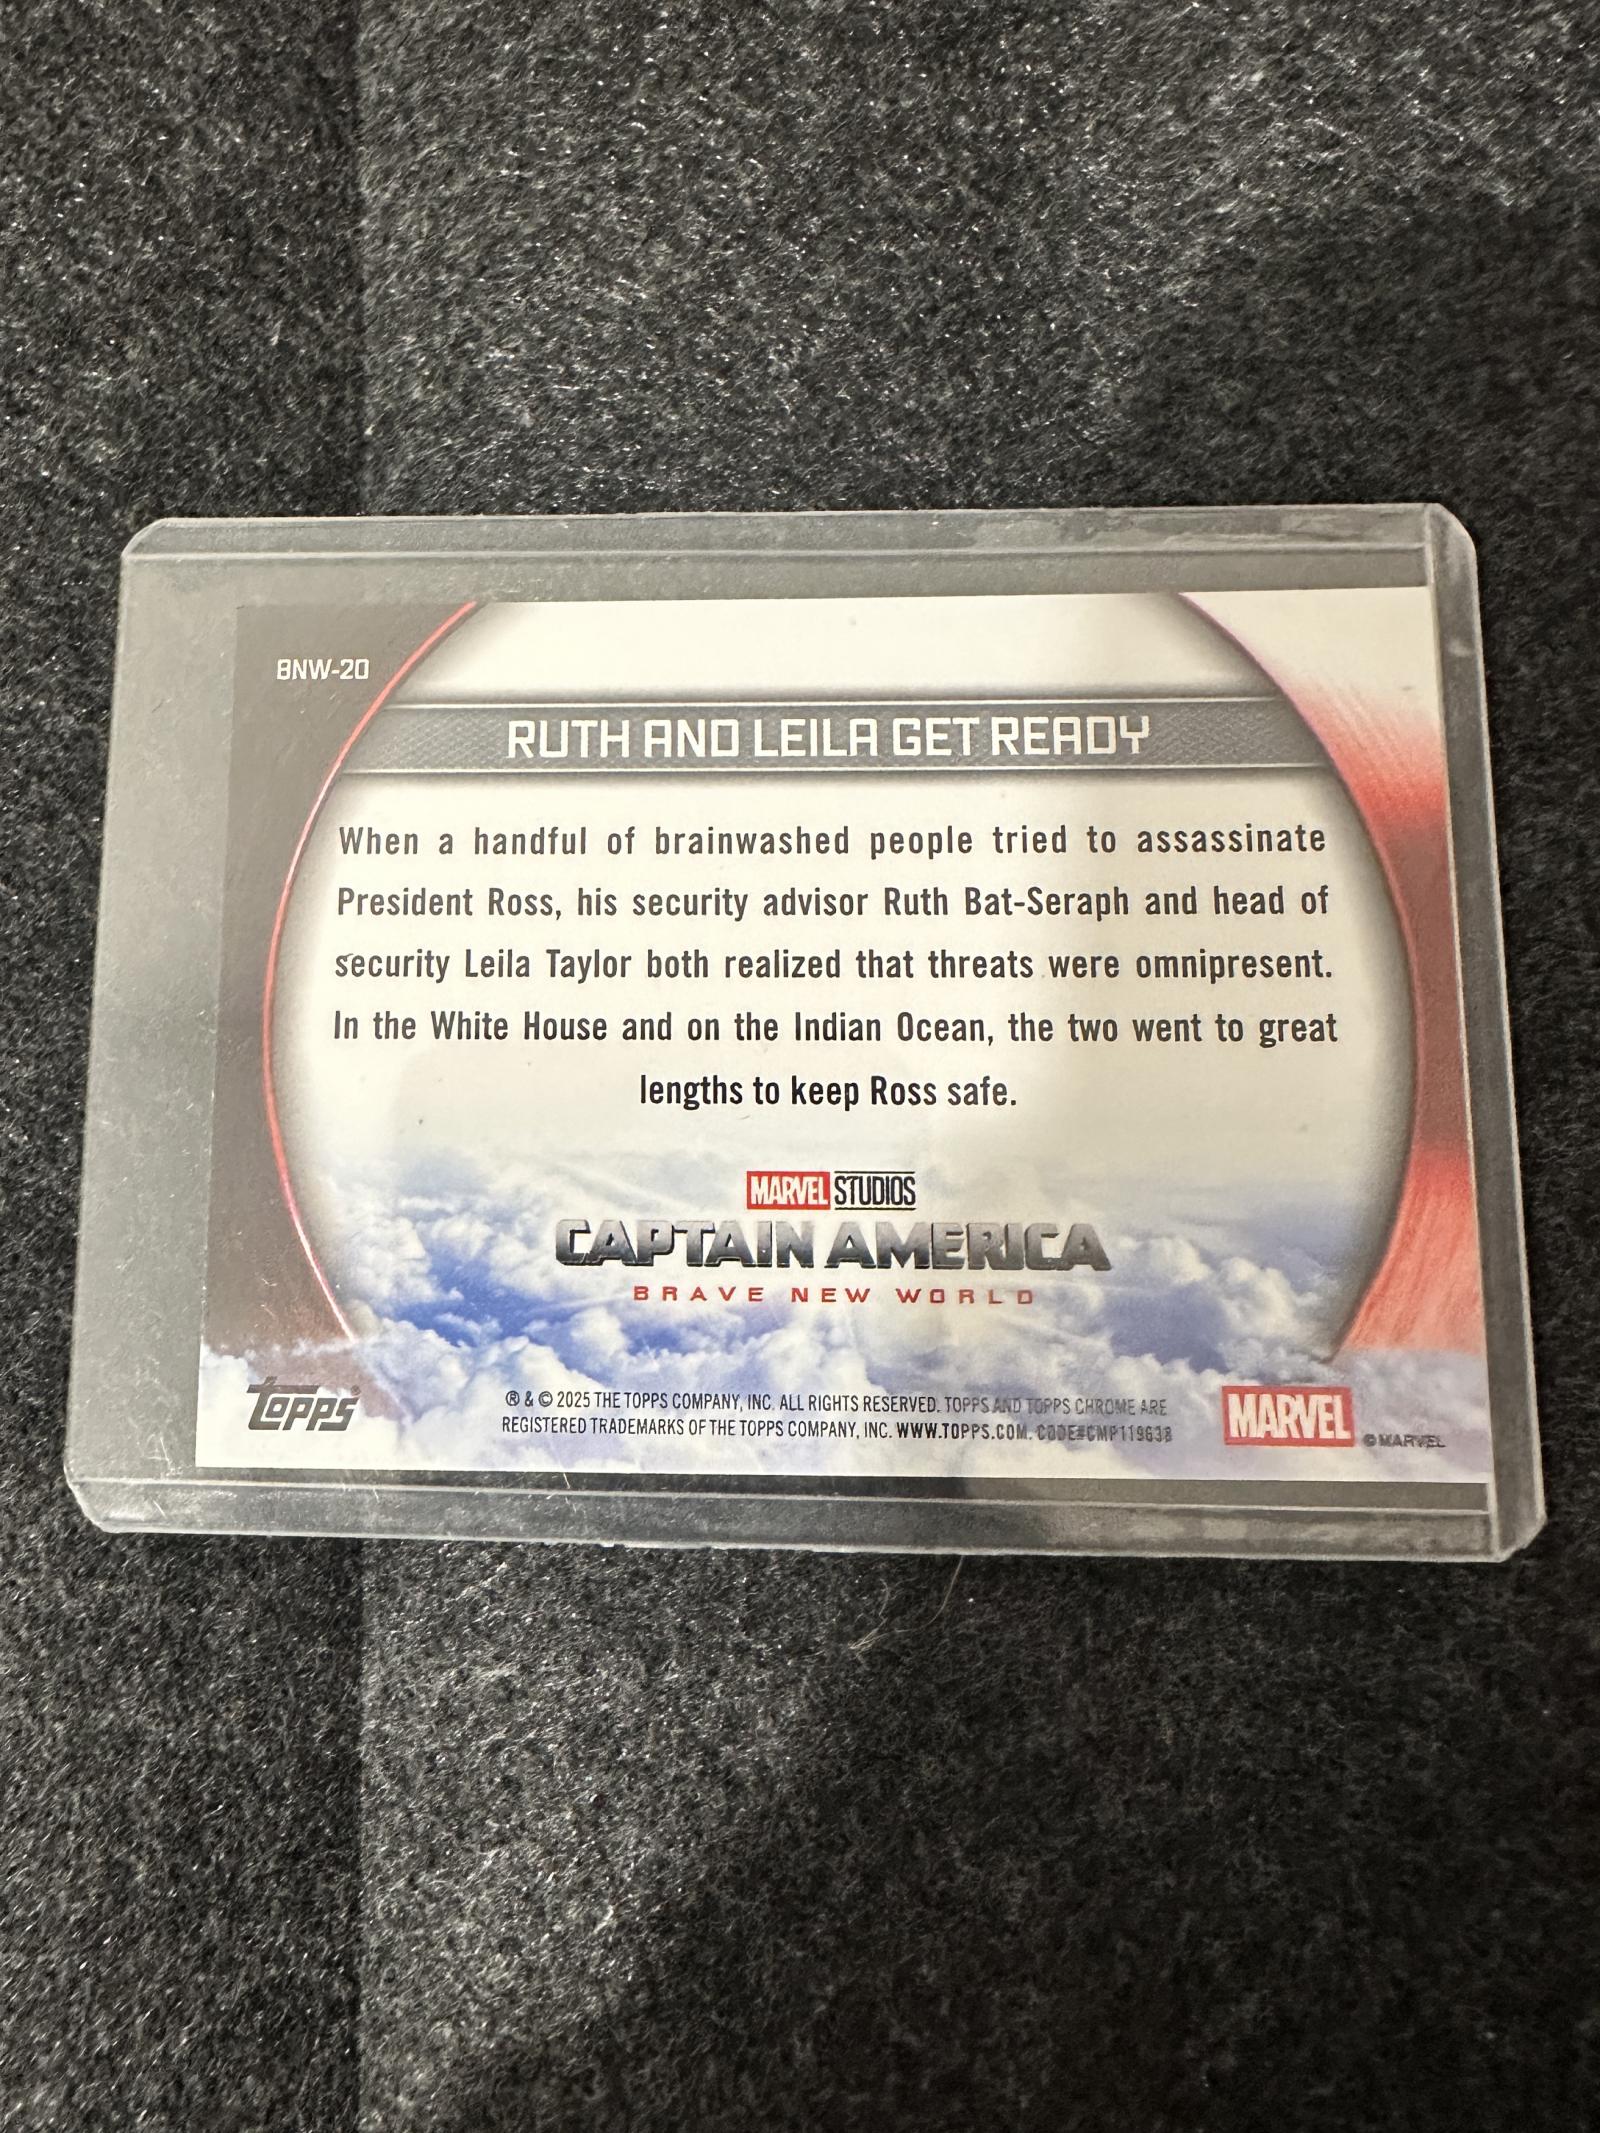 BNW-20
RUTH AND LEILA GET READY
When a handful of brainwashed people tried to assassinate
President Ross, his security advisor Ruth Bat-Seraph and head of
security Leila Taylor both realized that threats were omnipresent.
In the White House and on the Indian Ocean, the two went to great
lengths to keep Ross safe.
MARVEL STUDIOS
CAPTAIN AMERICA
BRAVE NEW WORLD
TOPPS
® & © 2025 THE TOPPS COMPANY, INC. ALL RIGHTS RESERVED. TOPPS AND TOPPS CHROME ARE
REGISTERED TRADEMARKS OF THE TOPPS COMPANY, INC. WWW.TOPPS.COM. CODE#CMP119638
MARVEL
© MARVEL